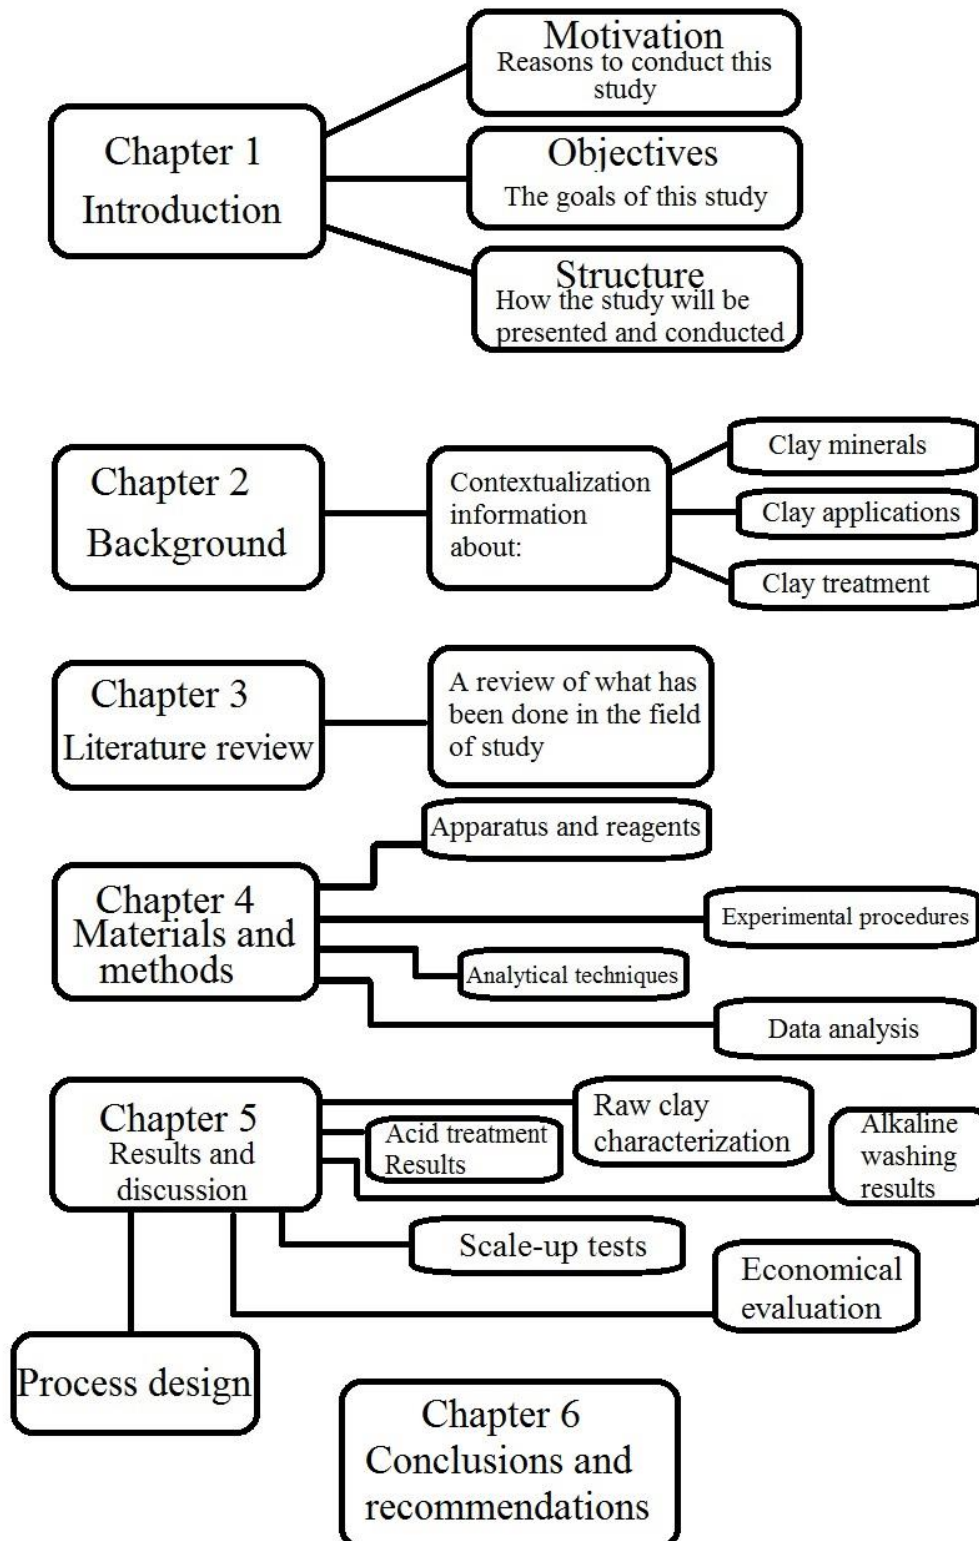 Motivation
Reasons to conduct this
study
Chapter 1
Introduction
Objectives
The goals of this study
Structure
How the study will be
presented and conducted
Chapter 2
Background
Contextualization
information
about:
Clay minerals
Clay applications
Clay treatment
Chapter 3
Literature review
A review of what has
been done in the field
of study
Apparatus and reagents
Chapter 4
Materials and
methods
Experimental procedures
Analytical techniques
Data analysis
Chapter 5
Results and
discussion
Raw clay
characterization
Acid treatment
Results
Alkaline
washing
results
Scale-up tests
Economical
evaluation
Process design
Chapter 6
Conclusions and
recommendations